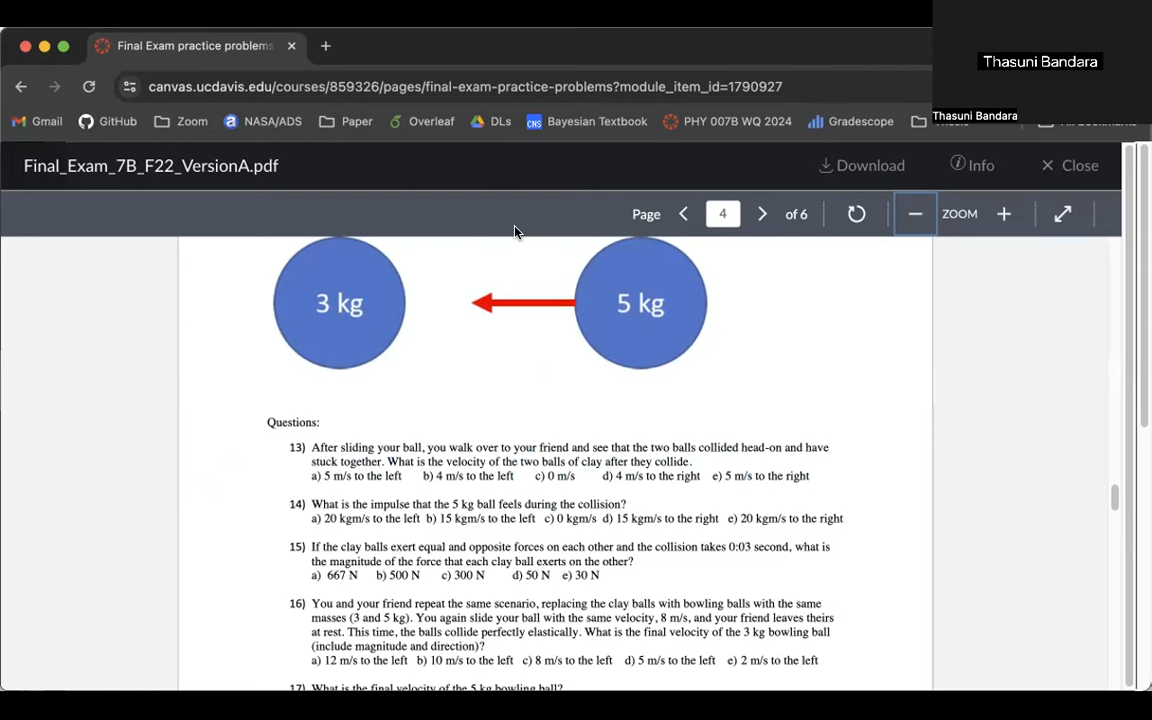 Thasuni Bandara
Thasuni Bandara
Final Exam practice problems
canvas.ucdavis.edu/courses/859326/pages/final-exam-practice-problems?module_item_id=1790927
Gmail GitHub Zoom NASA/ADS Paper Overleaf DLs CNS Bayesian Textbook PHY 007B WQ 2024 Gradescope
Final_Exam_7B_F22_VersionA.pdf Download Info Close
Page 4 of 6 ZOOM
3 kg 5 kg
Questions:
13) After sliding your ball, you walk over to your friend and see that the two balls collided head-on and have
stuck together. What is the velocity of the two balls of clay after they collide.
a) 5 m/s to the left b) 4 m/s to the left c) 0 m/s d) 4 m/s to the right e) 5 m/s to the right
14) What is the impulse that the 5 kg ball feels during the collision?
a) 20 kgm/s to the left b) 15 kgm/s to the left c) 0 kgm/s d) 15 kgm/s to the right e) 20 kgm/s to the right
15) If the clay balls exert equal and opposite forces on each other and the collision takes 0:03 second, what is
the magnitude of the force that each clay ball exerts on the other?
a) 667 N b) 500 N c) 300 N d) 50 N e) 30 N
16) You and your friend repeat the same scenario, replacing the clay balls with bowling balls with the same
masses (3 and 5 kg). You again slide your ball with the same velocity, 8 m/s, and your friend leaves theirs
at rest. This time, the balls collide perfectly elastically. What is the final velocity of the 3 kg bowling ball
(include magnitude and direction)?
a) 12 m/s to the left b) 10 m/s to the left c) 8 m/s to the left d) 5 m/s to the left e) 2 m/s to the left
17) What is the final velocity of the 5 kg bowling ball?